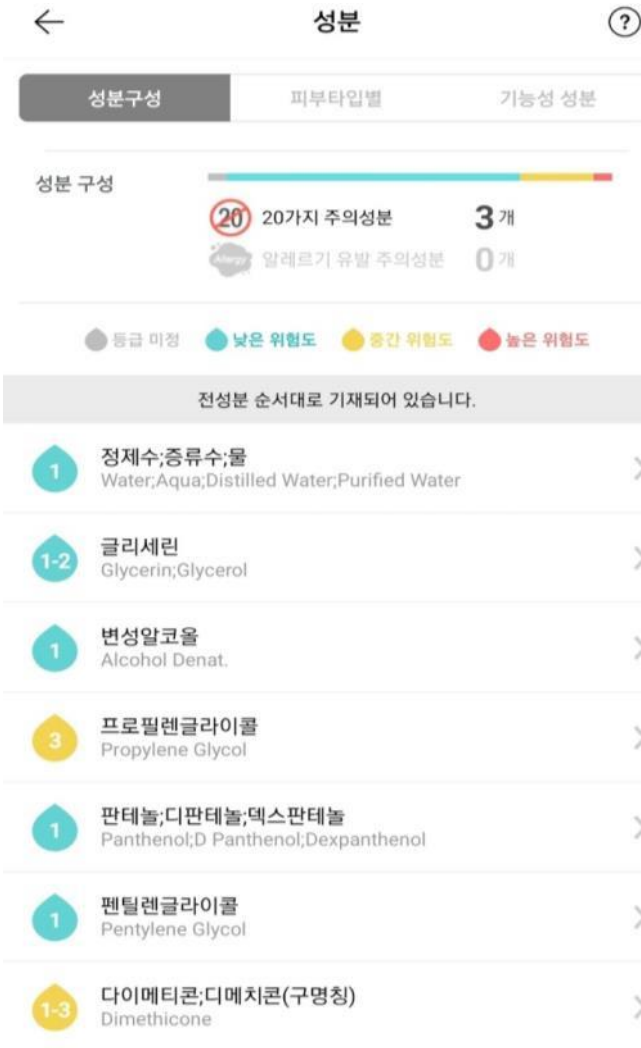 성분
?
성분구성 피부타입별 기능성 성분
성분 구성
20 20가지 주의성분 3 개
Allergy 알레르기 유발 주의성분 0 개
등급 미정 낮은 위험도 중간 위험도 높은 위험도
전성분 순서대로 기재되어 있습니다.
1 정제수;증류수;물
Water;Aqua;Distilled Water;Purified Water
1-2 글리세린
Glycerin;Glycerol
1 변성알코올
Alcohol Denat.
3 프로필렌글라이콜
Propylene Glycol
1 판테놀;디판테놀;덱스판테놀
Panthenol;D Panthenol;Dexpanthenol
1 펜틸렌글라이콜
Pentylene Glycol
1-3 다이메티콘;디메치콘(구명칭)
Dimethicone